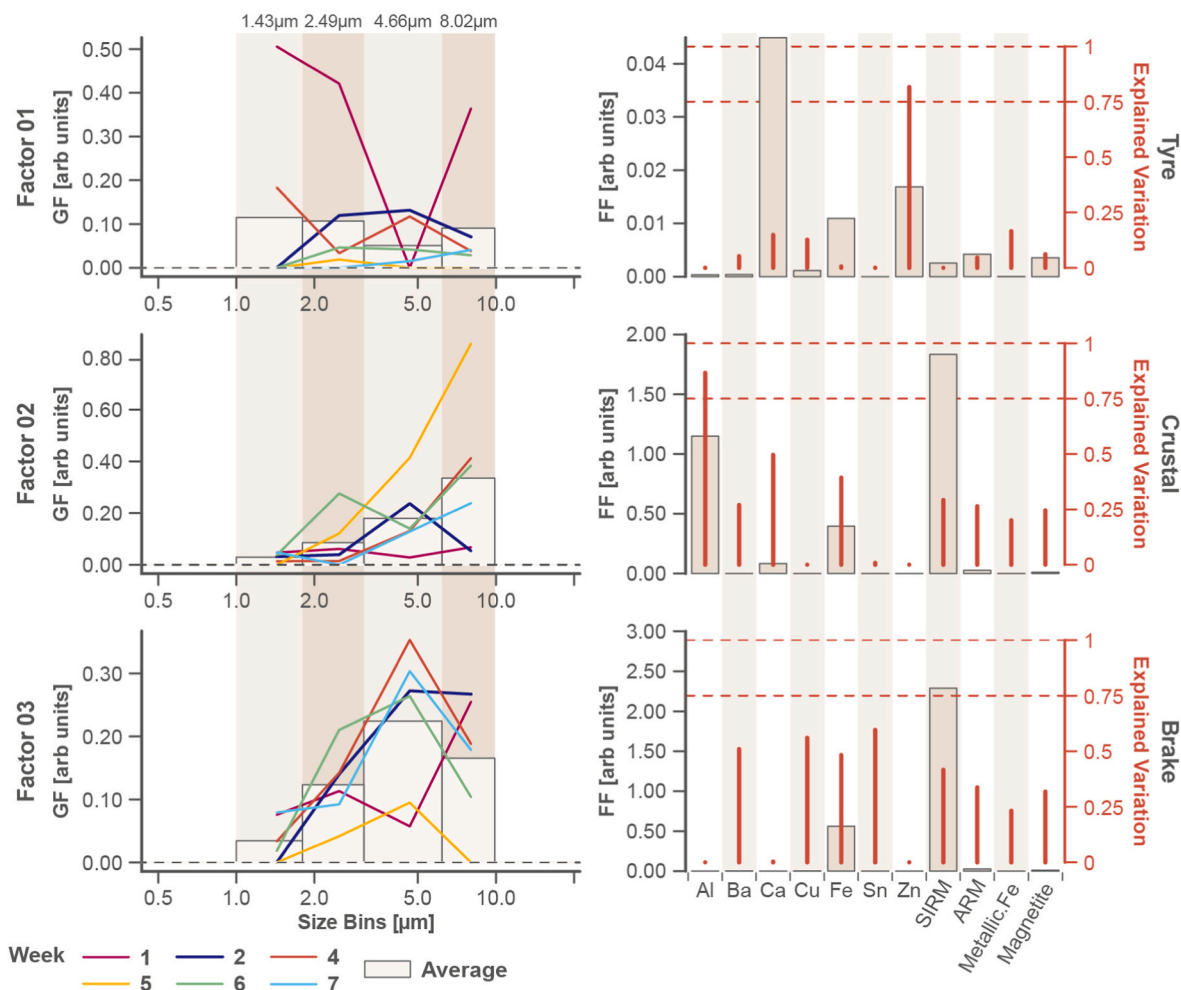 1.43µm 2.49µm 4.66µm 8.02µm
Factor 01
GF [arb units]
0.50
0.40
0.30
0.20
0.10
0.00
0.5 1.0 2.0 5.0 10.0
FF [arb units]
0.04
0.03
0.02
0.01
0.00
1
0.75
0.5
0.25
0
Explained Variation
Tyre
Factor 02
GF [arb units]
0.80
0.60
0.40
0.20
0.00
0.5 1.0 2.0 5.0 10.0
FF [arb units]
2.00
1.50
1.00
0.50
0.00
1
0.75
0.5
0.25
0
Explained Variation
Crustal
Factor 03
GF [arb units]
0.30
0.20
0.10
0.00
0.5 1.0 2.0 5.0 10.0
Size Bins [µm]
FF [arb units]
3.00
2.50
2.00
1.50
1.00
0.50
0.00
1
0.75
0.5
0.25
0
Explained Variation
Brake
Al Ba Ca Cu Fe Sn Zn SIRM ARM Metallic.Fe Magnetite
Week 1 2 4 Average
5 6 7